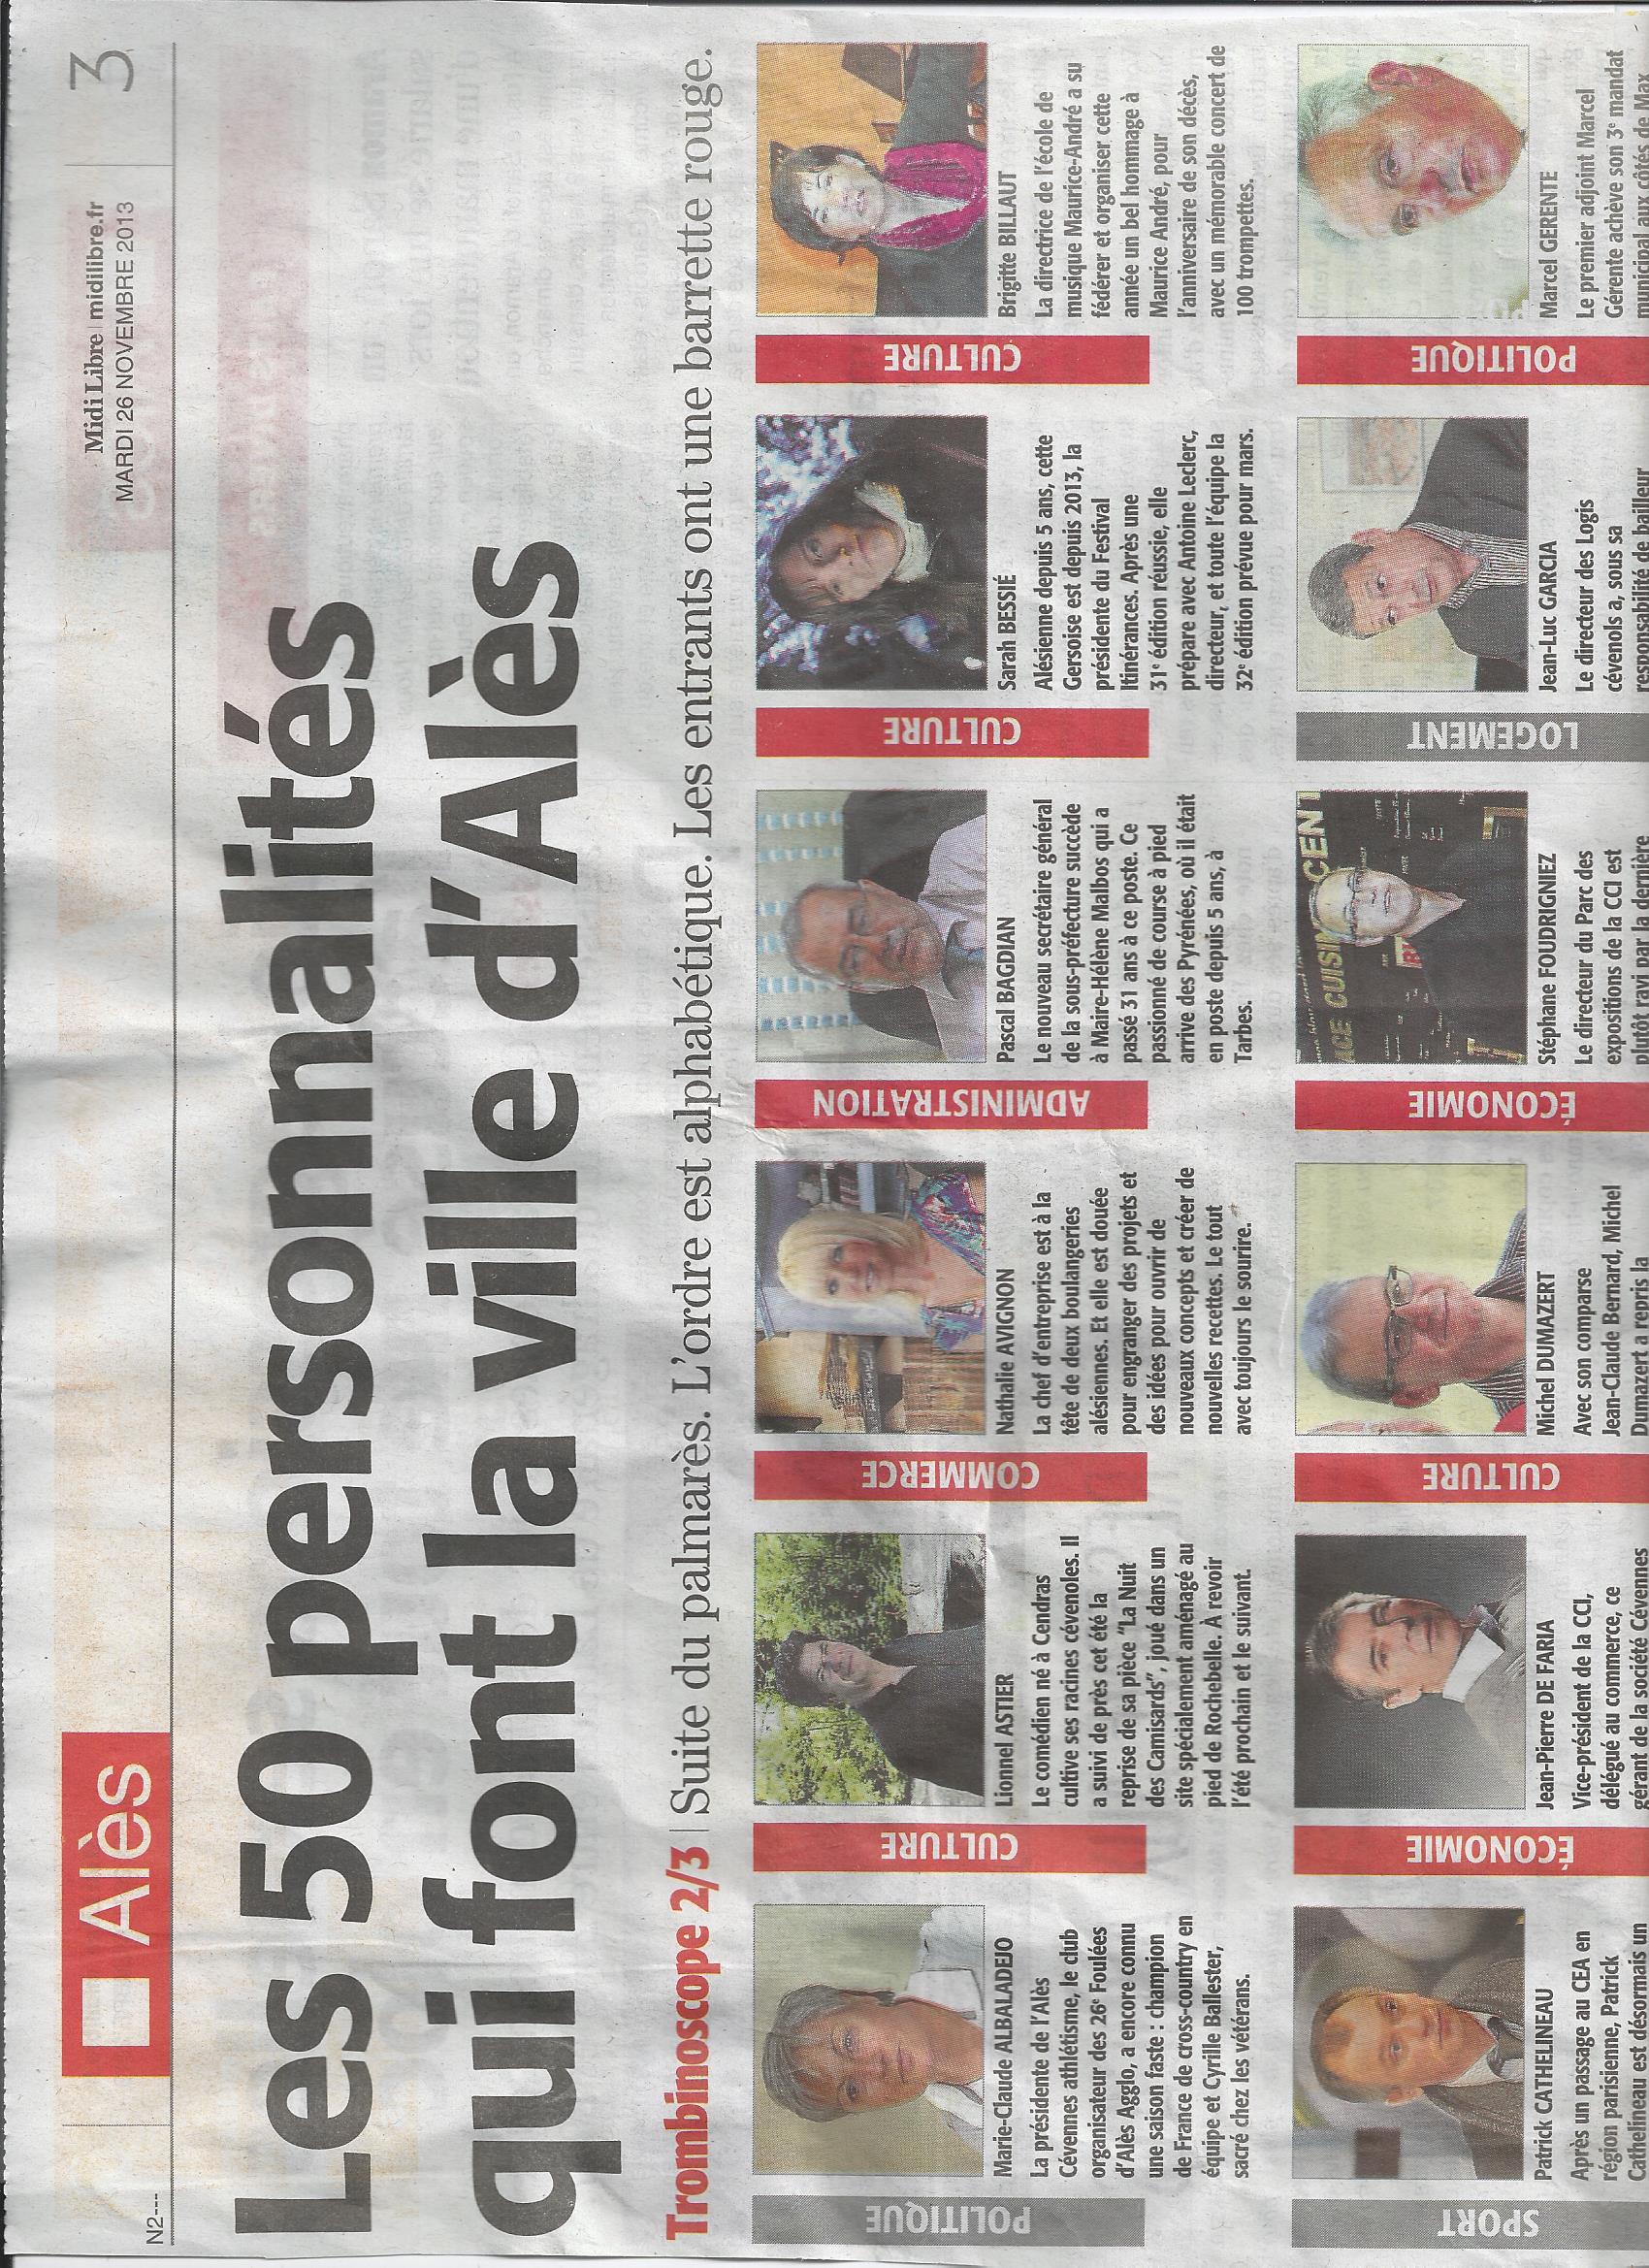 N2---
Alès
Midi Libre | midilibre.fr
MARDI 26 NOVEMBRE 2013
3
Les 50 personnalités
qui font la ville d'Alès
Trombinoscope 2/3 | Suite du palmarès. L'ordre est alphabétique. Les entrants ont une barrette rouge.
POLITIQUE
Marie-Claude ALBALADEJO
La présidente de l'Alès
Cévennes athlétisme, le club
organisateur des 26e Foulées
d'Alès Agglo, a encore connu
une saison faste : champion
de France de cross-country en
équipe et Cyrille Ballester,
sacré chez les vétérans.
CULTURE
Lionnel ASTIER
Le comédien né à Cendras
cultive ses racines cévenoles. Il
a suivi de près cet été la
reprise de sa pièce "La Nuit
des Camisards", joué dans un
site spécialement aménagé au
pied de Rochebelle. À revoir
l'été prochain et le suivant.
COMMERCE
Nathalie AVIGNON
La chef d'entreprise est à la
tête de deux boulangeries
alésiennes. Et elle est douée
pour engranger des projets et
des idées pour ouvrir de
nouveaux concepts et créer de
nouvelles recettes. Le tout
avec toujours le sourire.
ADMINISTRATION
Pascal BAGDIAN
Le nouveau secrétaire général
de la sous-préfecture succède
à Maire-Hélène Malbos qui a
passé 31 ans à ce poste. Ce
passionné de course à pied
arrive des Pyrénées, où il était
en poste depuis 5 ans, à
Tarbes.
CULTURE
Sarah BESSIÉ
Alésienne depuis 5 ans, cette
Gersoise est depuis 2013, la
présidente du Festival
Itinérances. Après une
31e édition réussie, elle
prépare avec Antoine Leclerc,
directeur, et toute l'équipe la
32e édition prévue pour mars.
CULTURE
Brigitte BILLAUT
La directrice de l'école de
musique Maurice-André a su
fédérer et organiser cette
année un bel hommage à
Maurice André, pour
l'anniversaire de son décès,
avec un mémorable concert de
100 trompettes.
SPORT
Patrick CATHELINEAU
Après un passage au CEA en
région parisienne, Patrick
Cathelineau est désormais un
ÉCONOMIE
Jean-Pierre DE FARIA
Vice-président de la CCI,
délégué au commerce, ce
gérant de la société Cévennes
CULTURE
Michel DUMAZERT
Avec son comparse
Jean-Claude Bernard, Michel
Dumazert a repris la
ÉCONOMIE
ACE CUISIN CENT
Stéphane FOUDRIGNIEZ
Le directeur du Parc des
expositions de la CCI est
plutôt ravi par la dernière
LOGEMENT
Jean-Luc GARCIA
Le directeur des Logis
cévenols a, sous sa
responsabilité de bailleur
POLITIQUE
Marcel GERENTE
Le premier adjoint Marcel
Gérente achève son 3e mandat
municipal aux côtés de Max